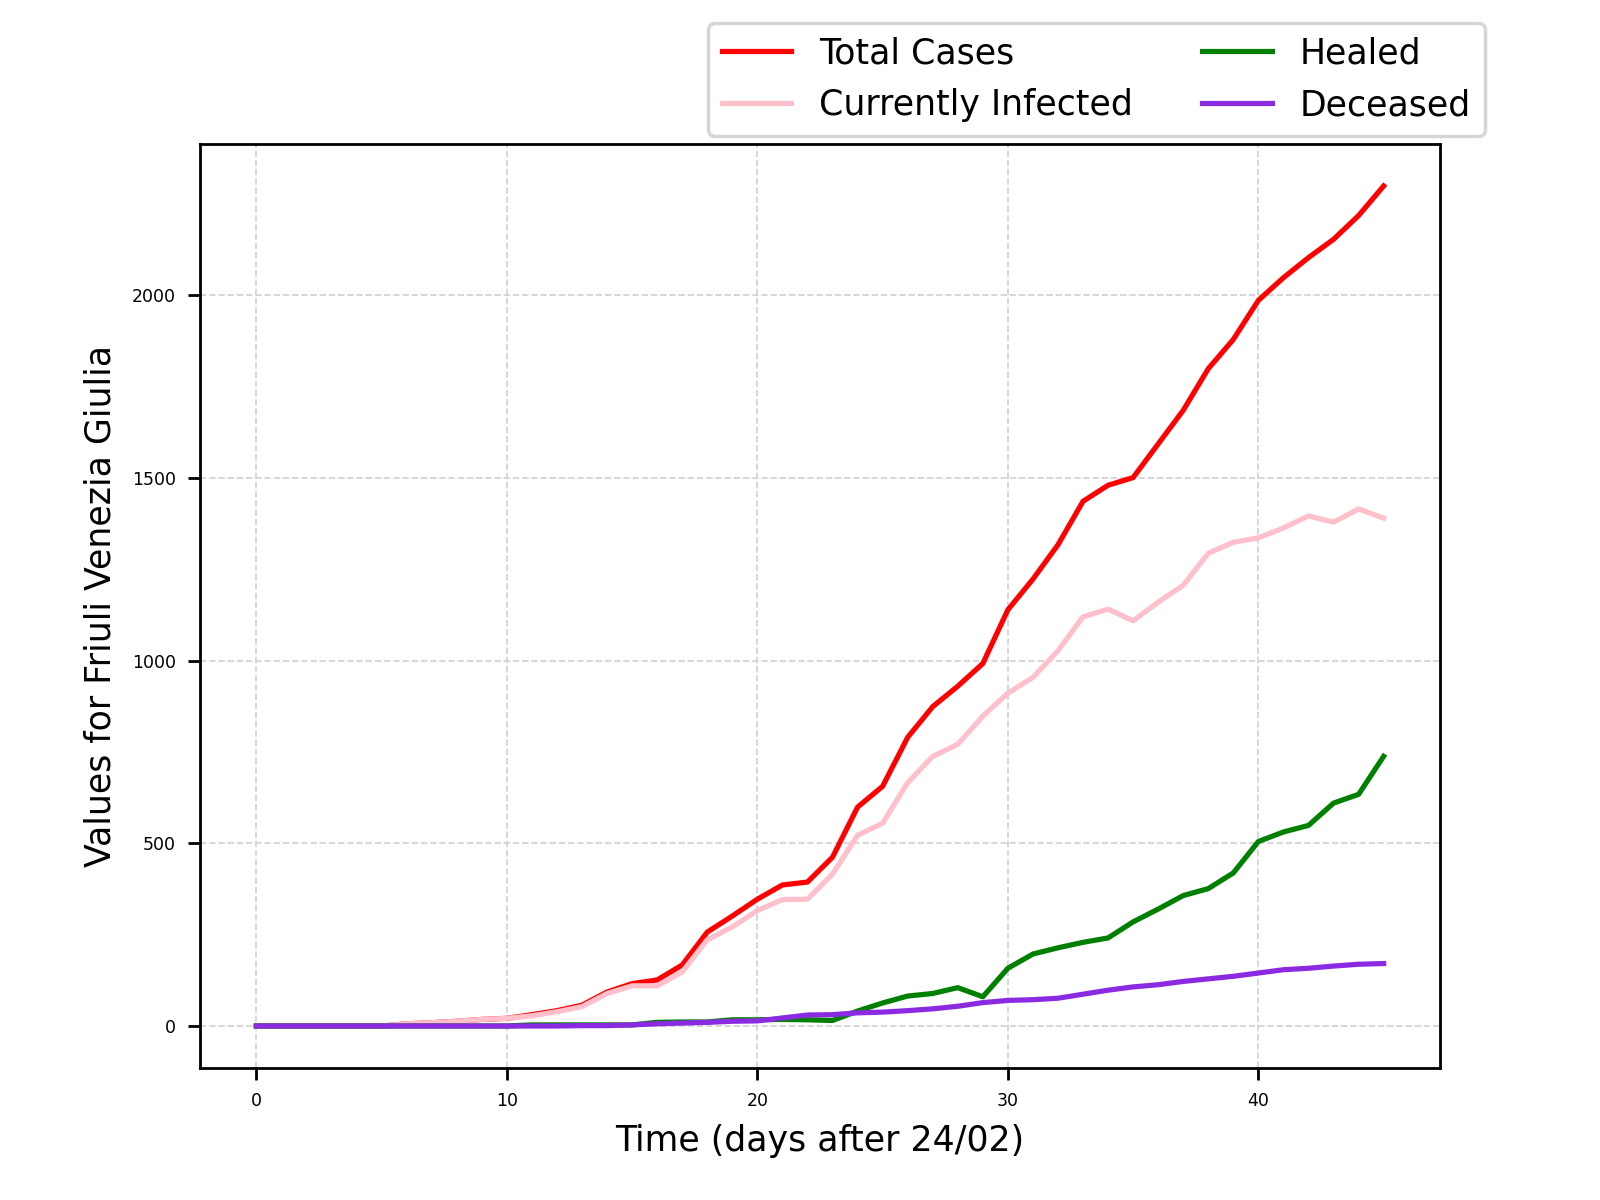 Total Cases
Currently Infected
Healed
Deceased
Values for Friuli Venezia Giulia
2000
1500
1000
500
0
0 10 20 30 40
Time (days after 24/02)